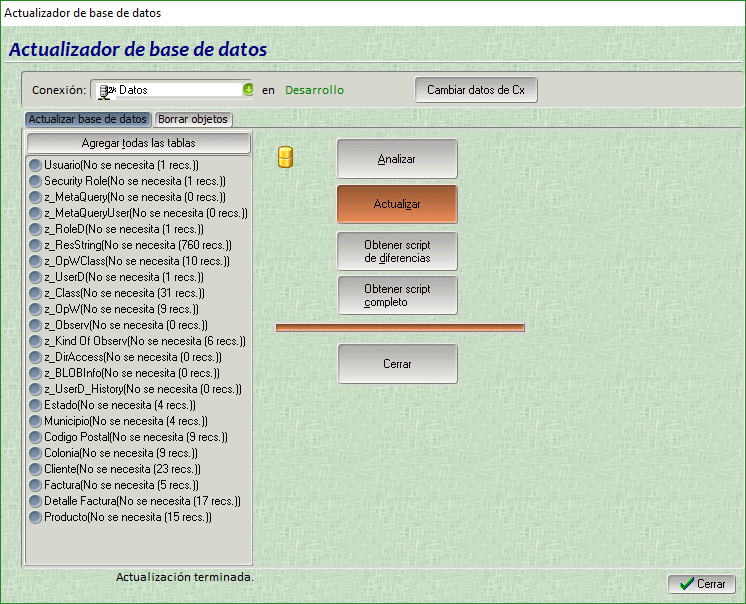 Actualizador de base de datos
Actualizador de base de datos
Conexión: Datos en Desarrollo Cambiar datos de Cx
Actualizar base de datos Borrar objetos
Agregar todas las tablas
Usuario(No se necesita (1 recs.))
Security Role(No se necesita (1 recs.))
z_MetaQuery(No se necesita (0 recs.))
z_MetaQueryUser(No se necesita (0 recs.))
z_RoleD(No se necesita (1 recs.))
z_ResString(No se necesita (760 recs.))
z_OpWClass(No se necesita (10 recs.))
z_UserD(No se necesita (1 recs.))
z_Class(No se necesita (31 recs.))
z_OpW(No se necesita (9 recs.))
z_Observ(No se necesita (0 recs.))
z_Kind Of Observ(No se necesita (6 recs.))
z_DirAccess(No se necesita (0 recs.))
z_BLOBInfo(No se necesita (0 recs.))
z_UserD_History(No se necesita (0 recs.))
Estado(No se necesita (4 recs.))
Municipio(No se necesita (4 recs.))
Codigo Postal(No se necesita (9 recs.))
Colonia(No se necesita (9 recs.))
Cliente(No se necesita (23 recs.))
Factura(No se necesita (5 recs.))
Detalle Factura(No se necesita (17 recs.))
Producto(No se necesita (15 recs.))
Analizar
Actualizar
Obtener script
de diferencias
Obtener script
completo
Cerrar
Actualización terminada.
Cerrar